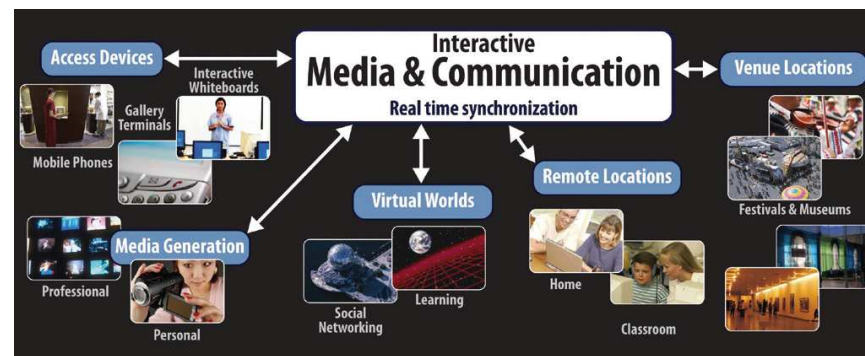 Interactive
Media & Communication
Real time synchronization
Access Devices
Interactive
Whiteboards
Gallery
Terminals
Mobile Phones
Media Generation
Professional
Personal
Virtual Worlds
Social
Networking
Learning
Remote Locations
Home
Classroom
Venue Locations
Festivals & Museums